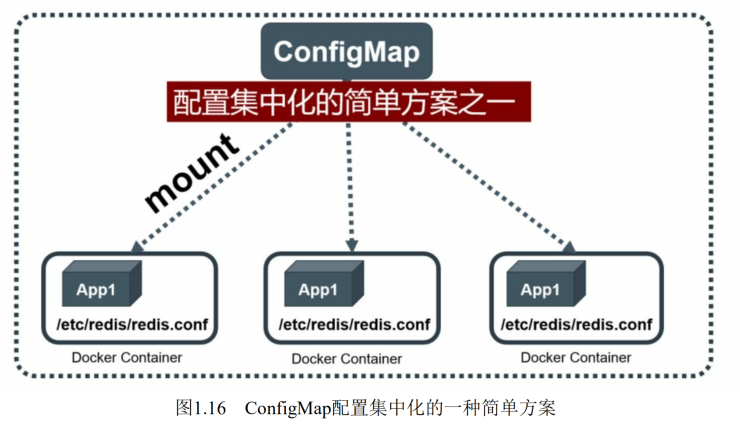 ConfigMap
配置集中化的简单方案之一
mount
App1
/etc/redis/redis.conf
Docker Container
App1
/etc/redis/redis.conf
Docker Container
App1
/etc/redis/redis.conf
Docker Container
图1.16 ConfigMap配置集中化的一种简单方案